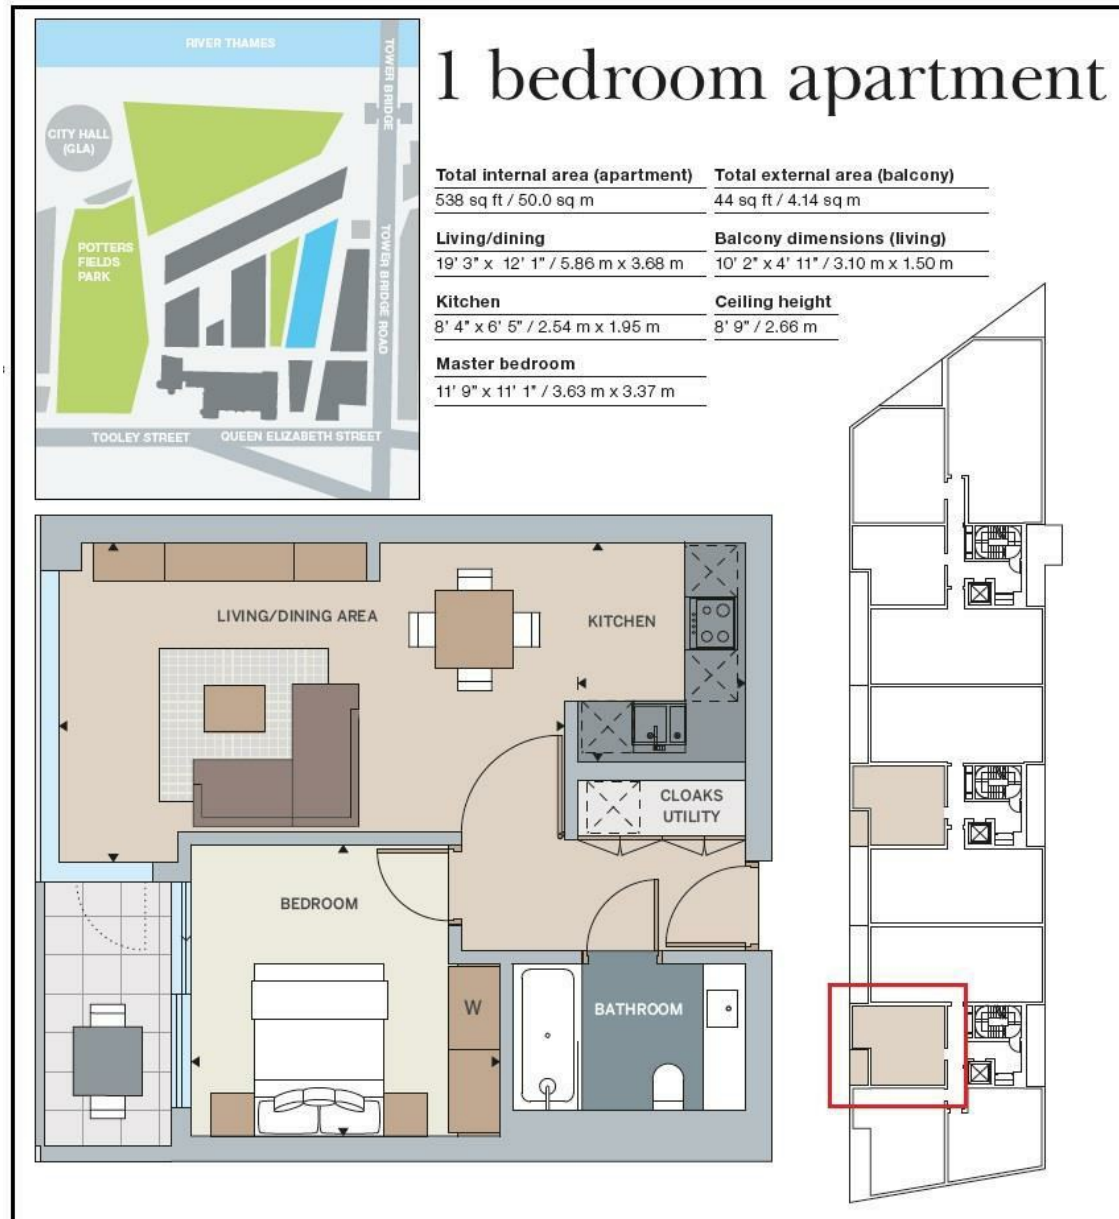 RIVER THAMES
TOWER BRIDGE
CITY HALL
(GLA)
POTTERS
FIELDS
PARK
TOWER BRIDGE ROAD
TOOLEY STREET
QUEEN ELIZABETH STREET
1 bedroom apartment
Total internal area (apartment)
538 sq ft / 50.0 sq m
Total external area (balcony)
44 sq ft / 4.14 sq m
Living/dining
19' 3" x 12' 1" / 5.86 m x 3.68 m
Balcony dimensions (living)
10' 2" x 4' 11" / 3.10 m x 1.50 m
Kitchen
8' 4" x 6' 5" / 2.54 m x 1.95 m
Ceiling height
8' 9" / 2.66 m
Master bedroom
11' 9" x 11' 1" / 3.63 m x 3.37 m
LIVING/DINING AREA
KITCHEN
CLOAKS
UTILITY
BEDROOM
W
BATHROOM